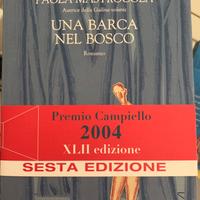 PAOLA MASTROCOLA
Autrice della Gallina volante
UNA BARCA
NEL BOSCO
Romanzo
Premio Campiello
2004
XLII edizione
SESTA EDIZIONE